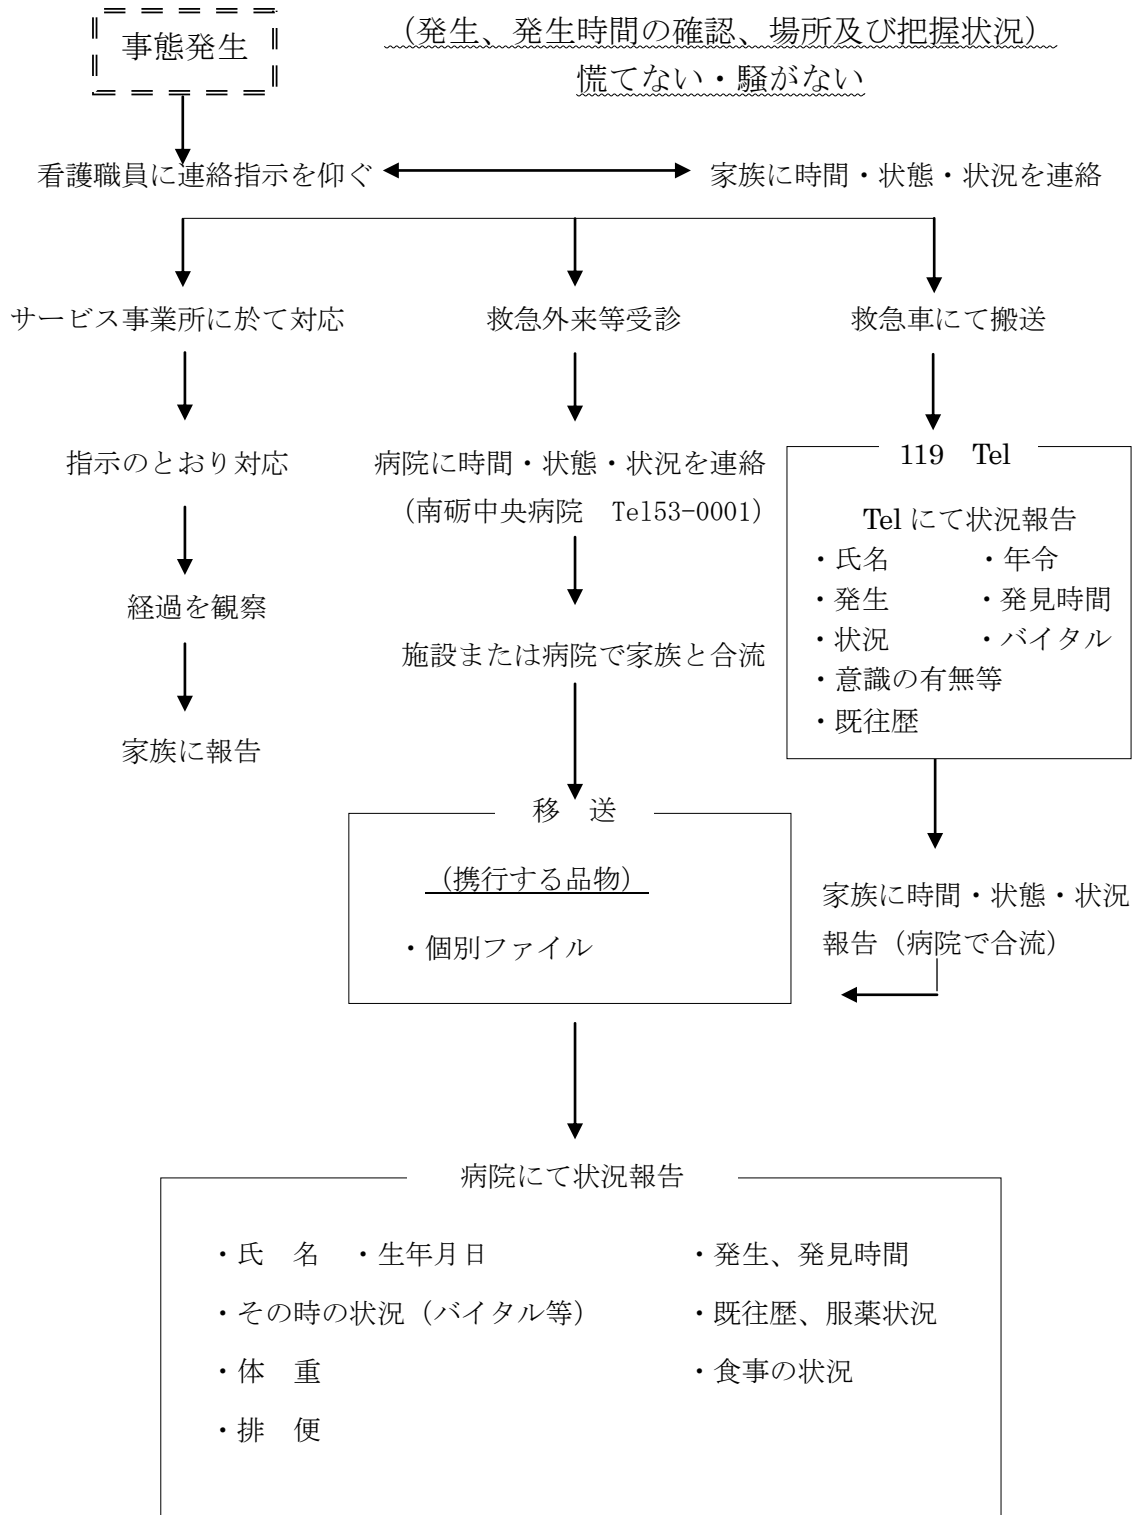 事態発生
（発生、発生時間の確認、場所及び把握状況）
慌てない・騒がない
看護職員に連絡指示を仰ぐ
家族に時間・状態・状況を連絡
サービス事業所に於て対応
救急外来等受診
救急車にて搬送
指示のとおり対応
病院に時間・状態・状況を連絡
（南砺中央病院　Tel53-0001）
119　Tel
Tel にて状況報告
・氏名　・年令
・発生　・発見時間
・状況　・バイタル
・意識の有無等
・既往歴
経過を観察
施設または病院で家族と合流
家族に報告
移　送
（携行する品物）
・個別ファイル
家族に時間・状態・状況
報告（病院で合流）
病院にて状況報告
・氏　名　・生年月日　・発生、発見時間
・その時の状況（バイタル等）　・既往歴、服薬状況
・体　重　・食事の状況
・排　便